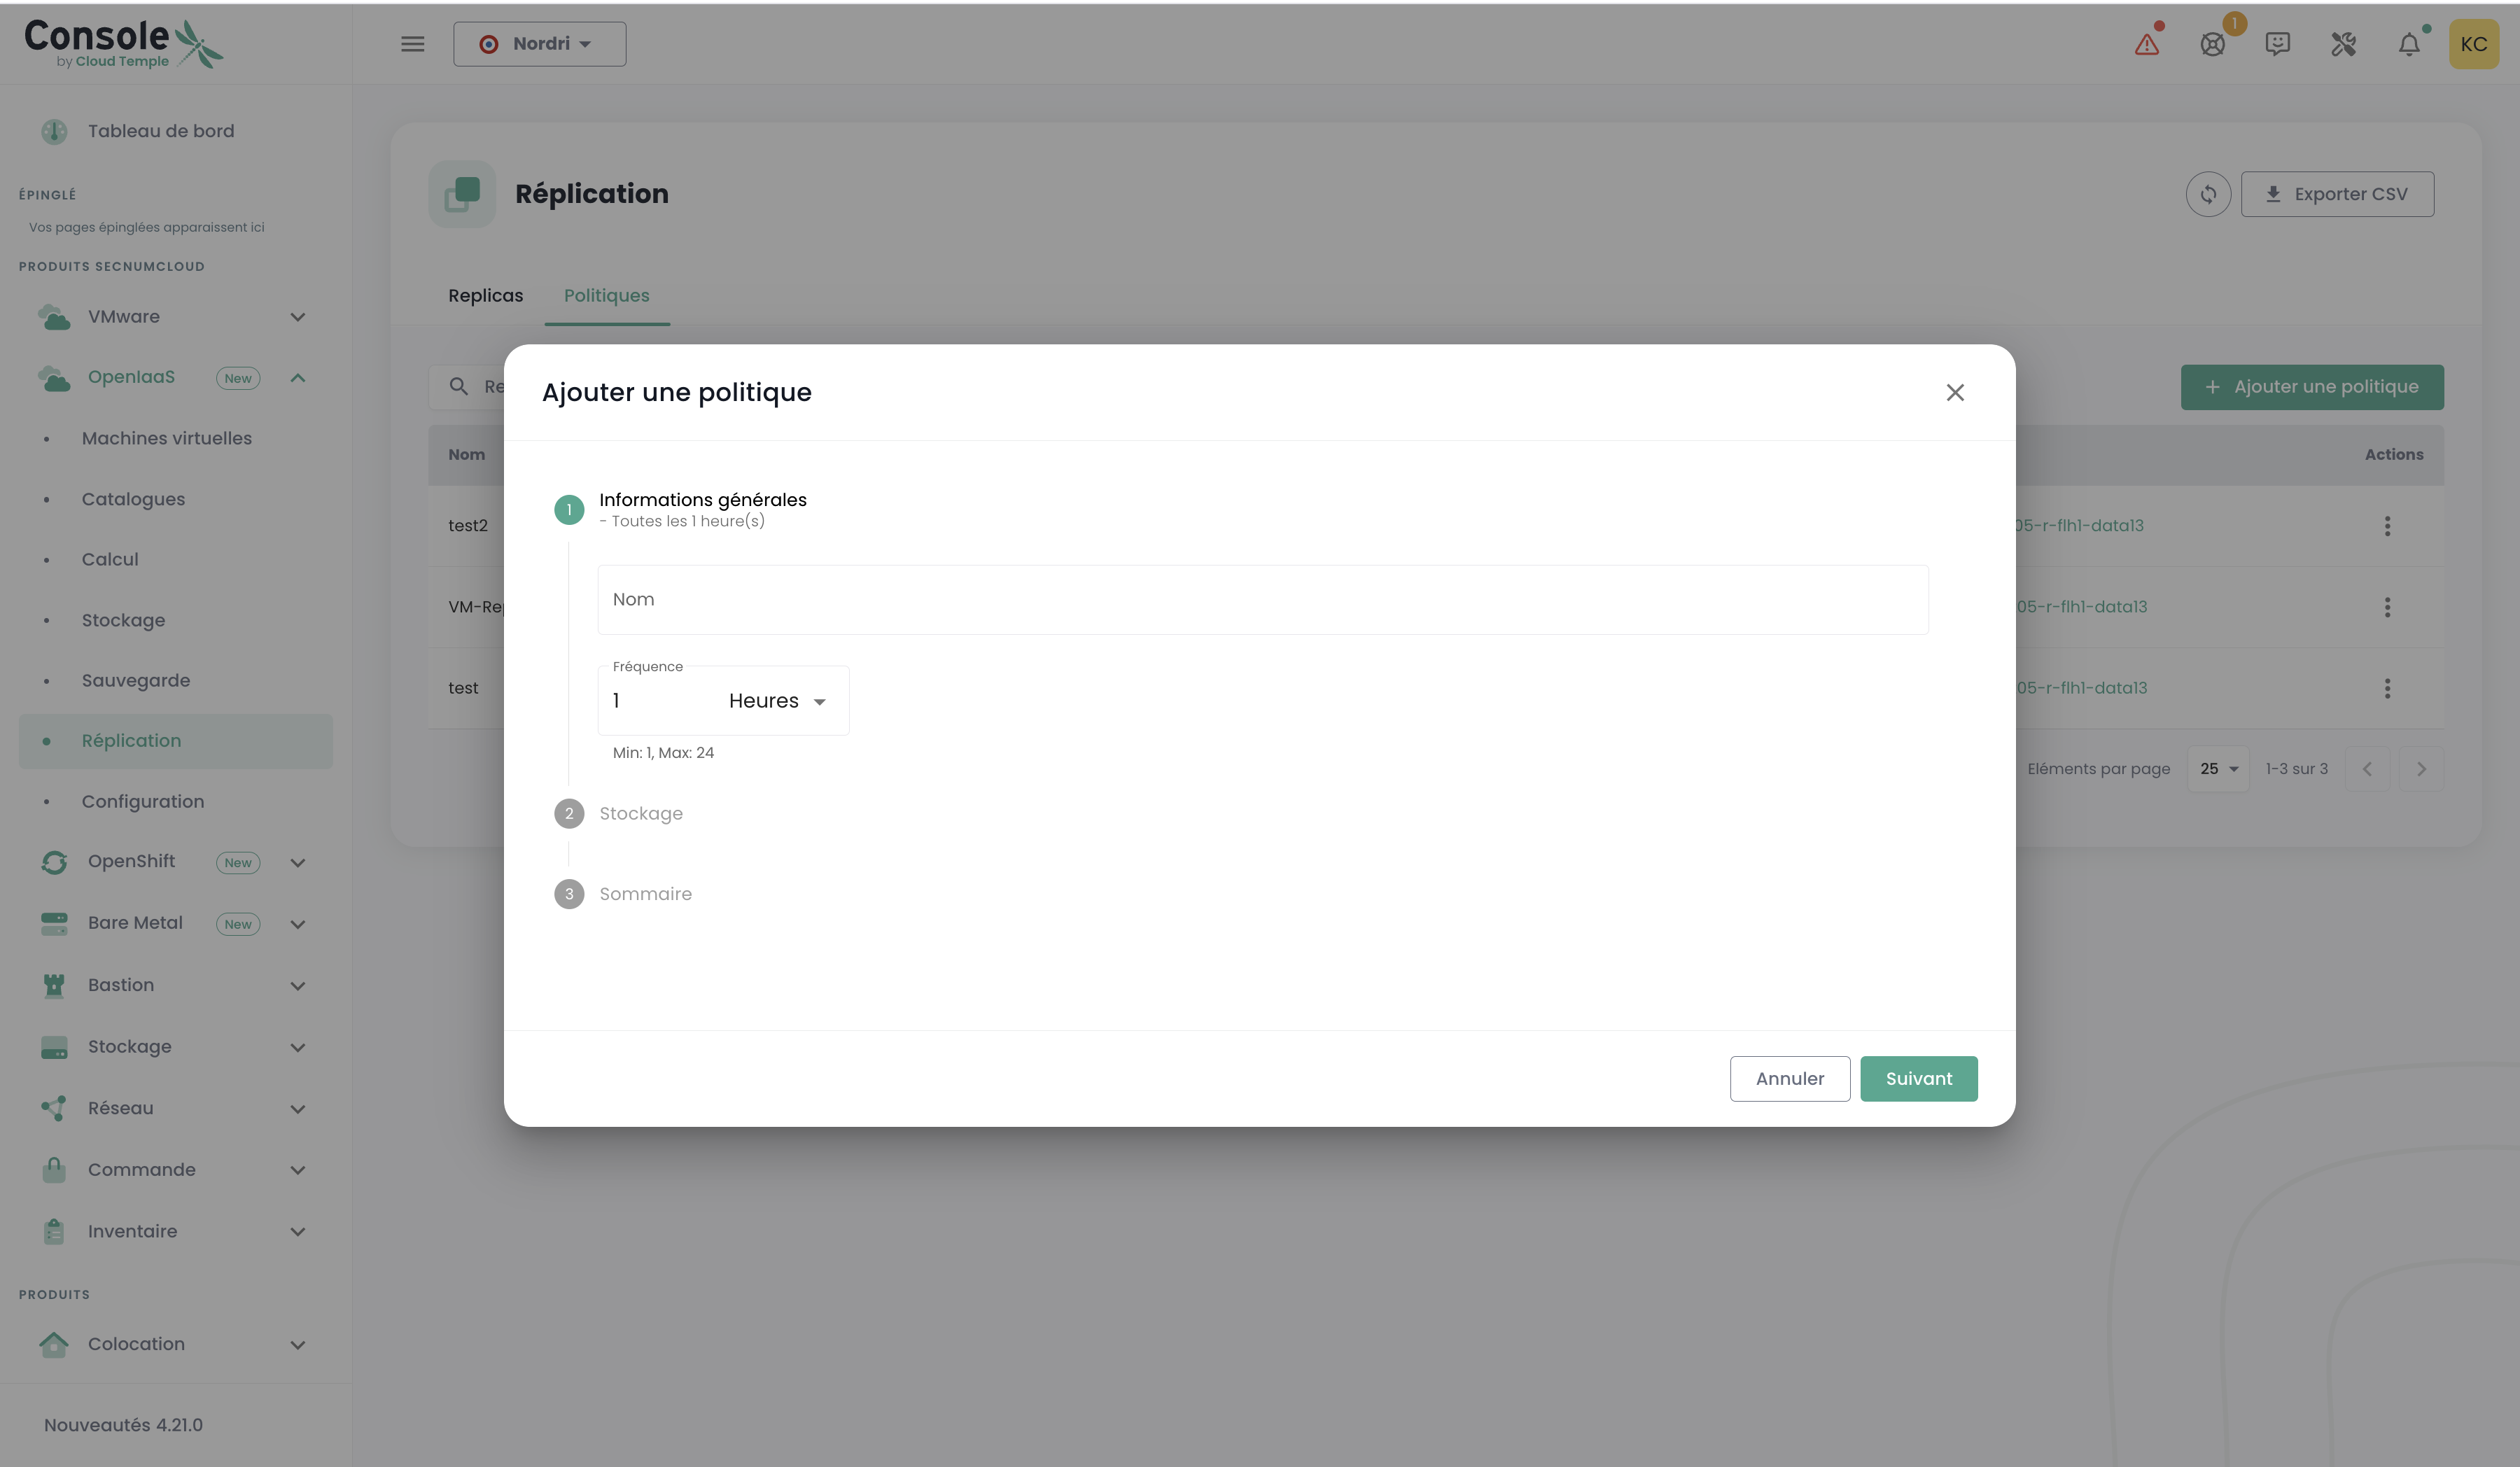 Console
by Cloud Temple
Nordri
1
KC
Tableau de bord
ÉPINGLÉ
Vos pages épinglées apparaissent ici
PRODUITS SECNUMCLOUD
VMware
OpenIaaS New
Machines virtuelles
Catalogues
Calcul
Stockage
Sauvegarde
Réplication
Configuration
OpenShift New
Bare Metal New
Bastion
Stockage
Réseau
Commande
Inventaire
PRODUITS
Colocation
Nouveautés 4.21.0
Réplication
Exporter CSV
Replicas Politiques
Re
Ajouter une politique
Nom
Actions
test2
05-r-flh1-data13
VM-Re
05-r-flh1-data13
test
05-r-flh1-data13
Eléments par page 25 1-3 sur 3
Ajouter une politique
1 Informations générales
- Toutes les 1 heure(s)
Nom
Fréquence
1 Heures
Min: 1, Max: 24
2 Stockage
3 Sommaire
Annuler Suivant